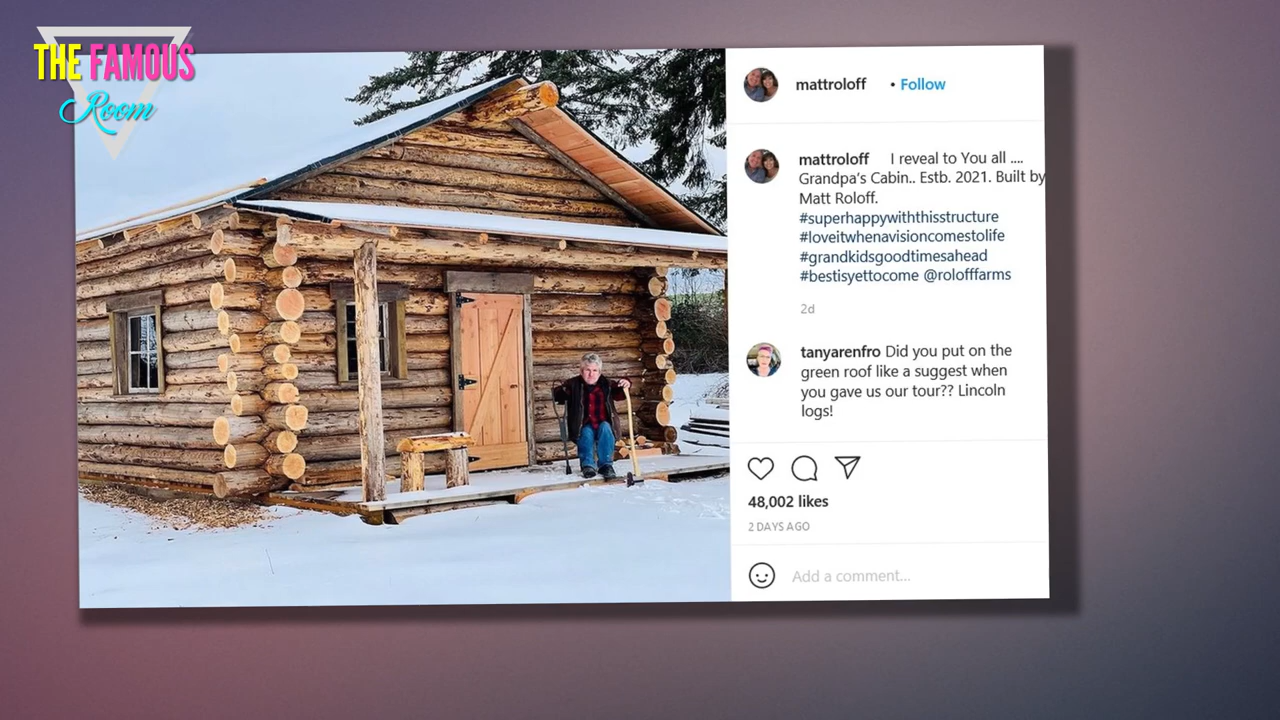 THE FAMOUS
Room
mattroloff • Follow
mattroloff I reveal to You all ....
Grandpa's Cabin.. Estb. 2021. Built by
Matt Roloff.
#superhappywiththisstructure
#loveitwhenavisioncomestolife
#grandkidsgoodtimesahead
#bestisyettocome @rolofffarms
2d
tanyarenfro Did you put on the
green roof like a suggest when
you gave us our tour?? Lincoln
logs!
48,002 likes
2 DAYS AGO
Add a comment...